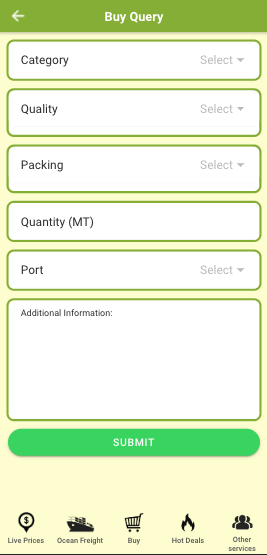 Buy Query
Category Select
Quality Select
Packing Select
Quantity (MT)
Port Select
Additional Information:
SUBMIT
Live Prices Ocean Freight Buy Hot Deals Other
services